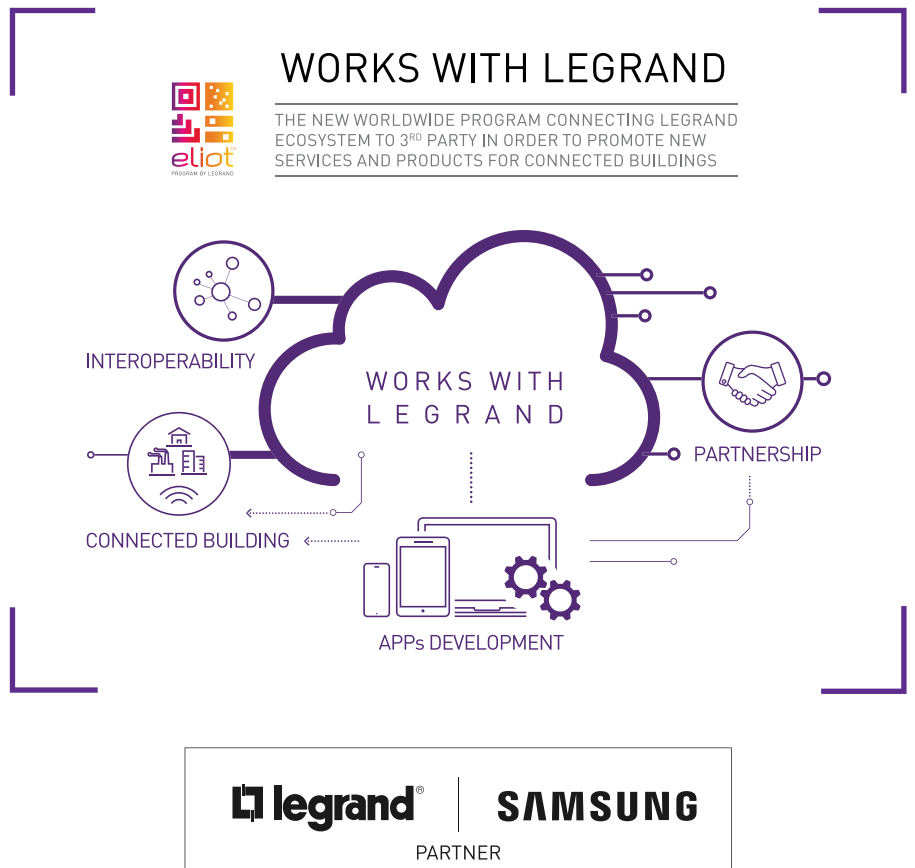 WORKS WITH LEGRAND
eliot™
PROGRAM BY LEGRAND
THE NEW WORLDWIDE PROGRAM CONNECTING LEGRAND
ECOSYSTEM TO 3RD PARTY IN ORDER TO PROMOTE NEW
SERVICES AND PRODUCTS FOR CONNECTED BUILDINGS
INTEROPERABILITY
WORKS WITH
LEGRAND
PARTNERSHIP
CONNECTED BUILDING
APPs DEVELOPMENT
legrand®
SAMSUNG
PARTNER